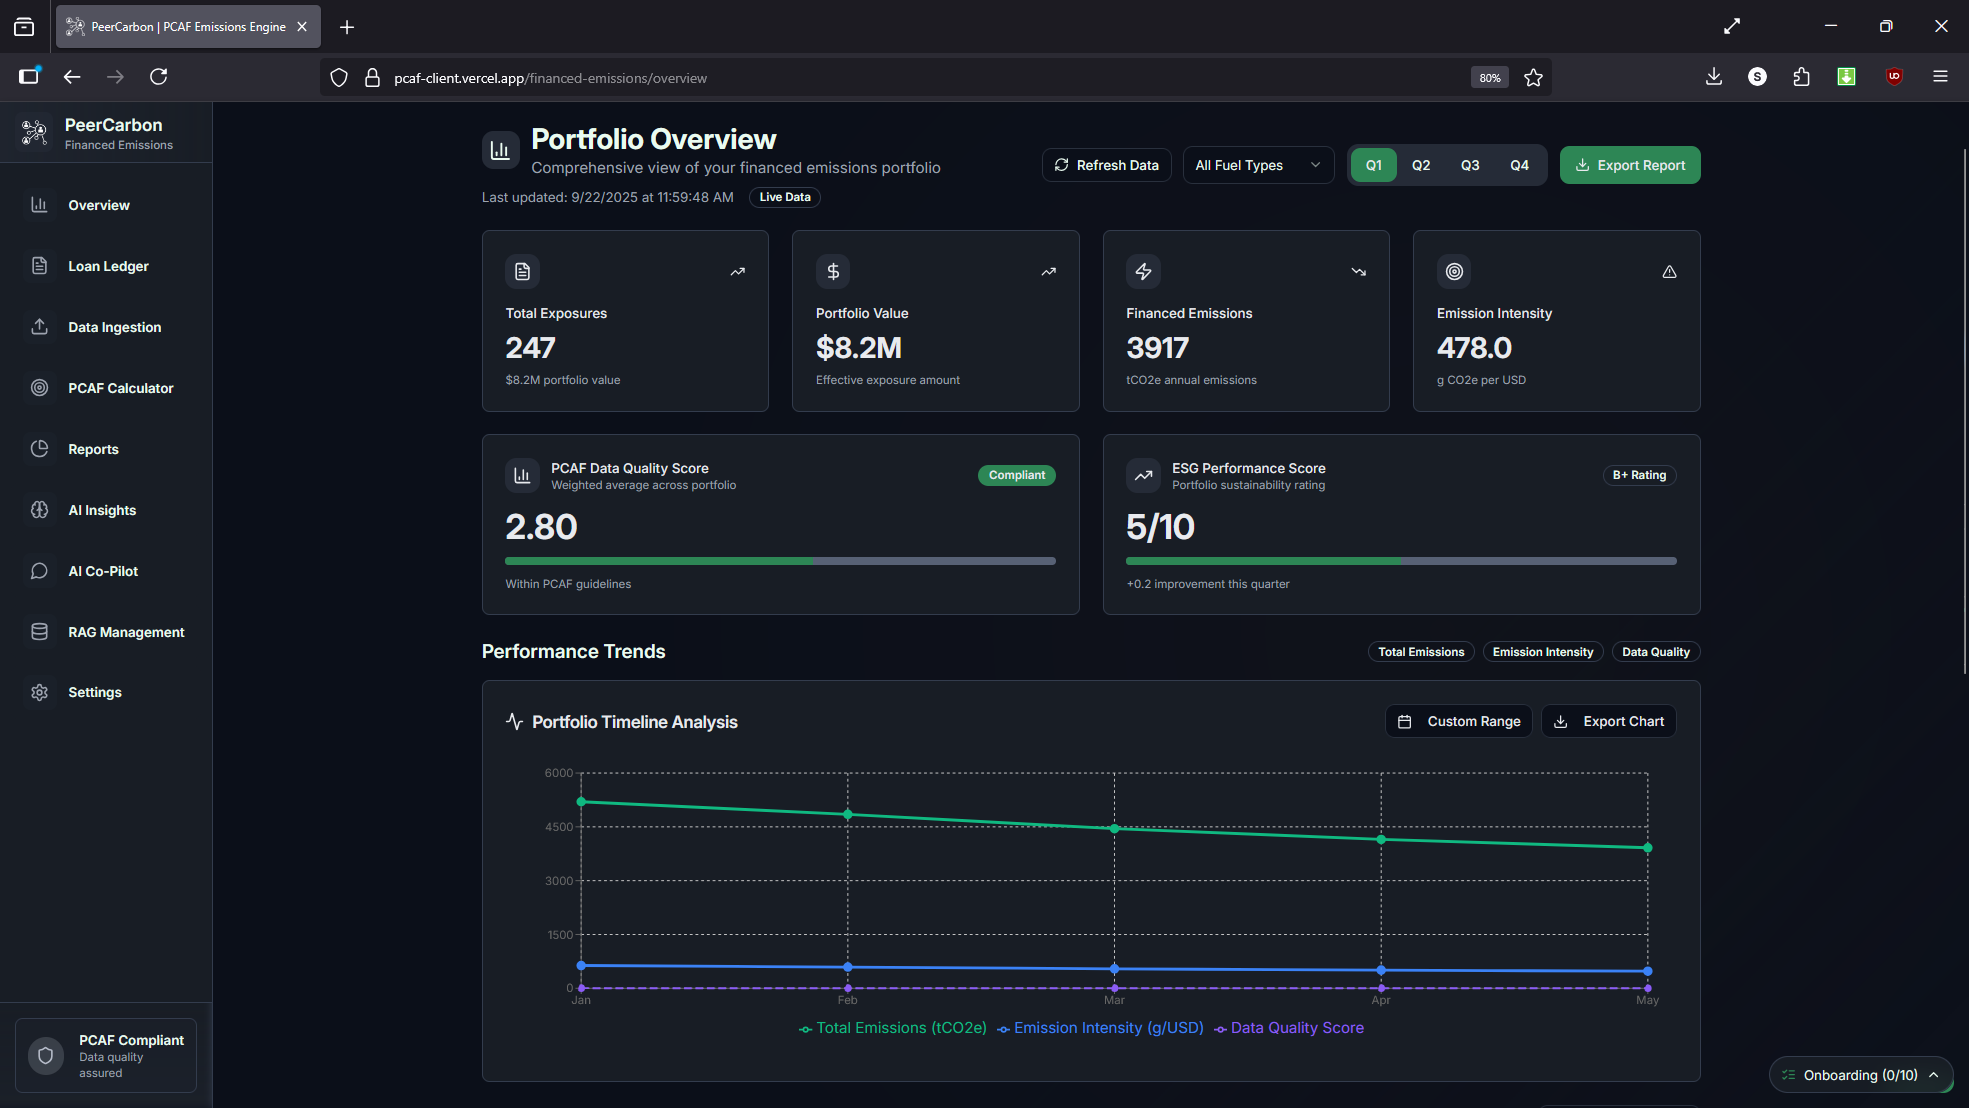 PeerCarbon | PCAF Emissions Engine
pcaf-client.vercel.app/financed-emissions/overview
80%
S
PeerCarbon
Financed Emissions
Overview
Loan Ledger
Data Ingestion
PCAF Calculator
Reports
AI Insights
AI Co-Pilot
RAG Management
Settings
PCAF Compliant
Data quality
assured
Portfolio Overview
Comprehensive view of your financed emissions portfolio
Last updated: 9/22/2025 at 11:59:48 AM
Live Data
Refresh Data
All Fuel Types
Q1 Q2 Q3 Q4
Export Report
Total Exposures
247
$8.2M portfolio value
Portfolio Value
$8.2M
Effective exposure amount
Financed Emissions
3917
tCO2e annual emissions
Emission Intensity
478.0
g CO2e per USD
PCAF Data Quality Score
Weighted average across portfolio
Compliant
2.80
Within PCAF guidelines
ESG Performance Score
Portfolio sustainability rating
B+ Rating
5/10
+0.2 improvement this quarter
Performance Trends
Total Emissions
Emission Intensity
Data Quality
Portfolio Timeline Analysis
Custom Range
Export Chart
6000
4500
3000
1500
0
Jan Feb Mar Apr May
Total Emissions (tCO2e) Emission Intensity (g/USD) Data Quality Score
Onboarding (0/10)